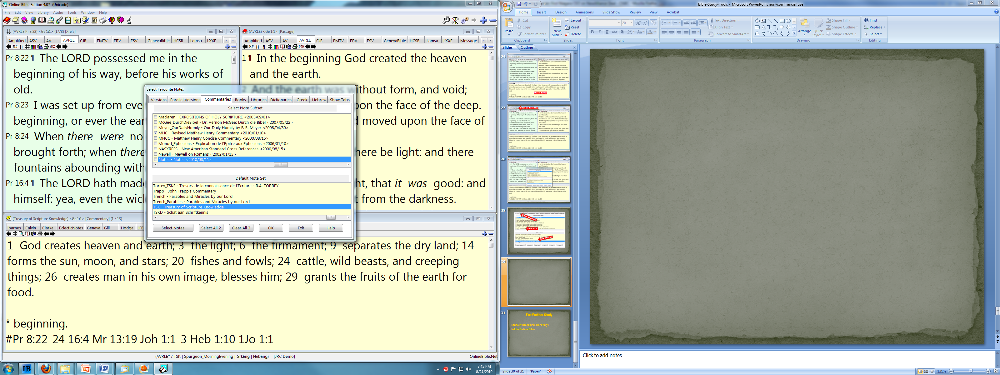 Online Bible Edition 4.07 (Unicode)
File Edit View Library Audio Tools Window Help
(AVRLE Pr 8:22) <Ge 1:1> (1/78) [Xrefs]
Amplified ASV AV AVRLE CJB EMTV ERV ESV GenevaBible HCSB Lamsa LXXE
S# {} #
Pr 8:22 ¶ The LORD possessed me in the
beginning of his way, before his works of
old.
Pr 8:23 I was set up from ever
beginning, or ever the ear
Pr 8:24 When there were no
brought forth; when there
fountains abounding with
Pr 16:4 ¶ The LORD hath made
himself: yea, even the wick
(AVRLE) <Ge 1:1> [Passage]
Amplified ASV AV AVRLE CJB EMTV ERV ESV GenevaBible HCSB Lamsa LXXE Message
S# {} ¶ #
1 ¶ In the beginning God created the heaven
and the earth.
2 And the earth was without form, and void;
pon the face of the deep.
d moved upon the face of
here be light: and there
ht, that it was good: and
t from the darkness.
Select Favourite Notes
Versions Parallel Versions Commentaries Books Libraries Dictionaries Greek Hebrew Show Tabs
Select Note Subset
Maclaren - EXPOSITIONS OF HOLY SCRIPTURE <2003/09/01>
McGee_DurchDieBibel - Dr. Vernon McGee: Durch die Bibel <2007/05/22>
Meyer_OurDailyHomily - Our Daily Homily by F. B. Meyer <2008/04/30>
MHC - Revised Matthew Henry Commentary <2010/01/10>
MHCC - Matthew Henry Concise Commentary <2000/08/15>
Monod_Ephesiens - Explication de l'Epitre aux Ephesiens <2006/01/10>
NASXREFS - New American Standard Cross References <2000/08/15>
Newell - Newell on Romans <2002/01/13>
Notes - Notes <2010/08/11>
Default Note Set
Torrey_TSKF - Tresors de la connaissance de l'Ecriture - R.A. TORREY
Trapp - John Trapp's Commentary
Trench - Parables and Miracles by our Lord
Trench_Parables - Parables and Miracles by our Lord
TSK - Treasury of Scripture Knowledge
TSKD - Schat aan Schriftkennis
Select Notes Select All 2 Clear All 3 OK Exit Help
(Treasury of Scripture Knowledge) <Ge 1:1> [Commentary] (1 / 13)
barnes Calvin Clarke EclecticNotes Geneva Gill Hodge JFB
1 God creates heaven and earth; 3 the light; 6 the firmament; 9 separates the dry land; 14
forms the sun, moon, and stars; 20 fishes and fowls; 24 cattle, wild beasts, and creeping
things; 26 creates man in his own image, blesses him; 29 grants the fruits of the earth for
food.
* beginning.
#Pr 8:22-24 16:4 Mr 13:19 Joh 1:1-3 Heb 1:10 1Jo 1:1
(AVRLE* / TSK | Spurgeon_MorningEvening | GrkEng | HebEng) [JRC Demo]
OnlineBible.Net
IB
7:45 PM
8/24/2010
Bible-Study-Tools - Microsoft PowerPoint non-commercial use
Home Insert Design Animations Slide Show Review View Acrobat
Paste
Cut
Copy
Format Painter
Clipboard
New
Slide
Layout
Reset
Delete
Slides
20
Font
Text Direction
Align Text
Convert to SmartArt
Paragraph
Arrange
Quick
Styles
Shape Fill
Shape Outline
Shape Effects
Drawing
Find
Replace
Select
Editing
Slides Outline
26
Much Better
27
Click on Favorites
28
29
Bible Version
Pick 5-10
Pick AV For
30
31
For Further Study
Handouts from men's meetings
Link to OnLine Bible
Click to add notes
Slide 30 of 31 "Paper"
131%